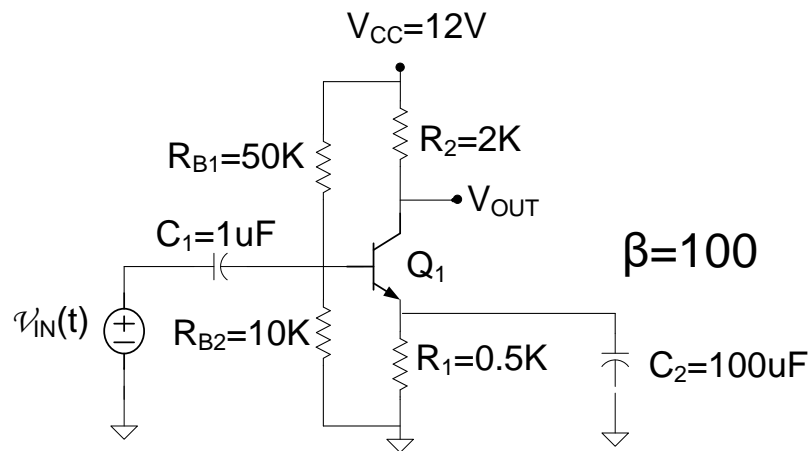 V_CC=12V
R_B1=50K
R_2=2K
V_OUT
C_1=1uF
Q_1
β=100
𝒱_IN(t)
R_B2=10K
R_1=0.5K
C_2=100uF